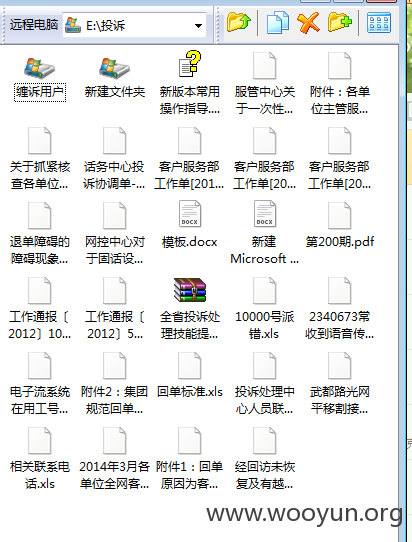 远程电脑 E:\投诉
缠诉用户
新建文件夹
新版本常用
操作指导....
服管中心关
于一次性...
附件：各单
位主管服...
关于抓紧核
查各单位...
话务中心投
诉协调单-...
客户服务部
工作单[201...
客户服务部
工作单[20...
客户服务部
工作单[20...
退单障碍的
障碍现象...
网控中心对
于固话设...
模板.docx
新建
Microsoft ...
第200期.pdf
工作通报〔
2012〕10...
工作通报〔
2012〕5...
全省投诉处
理技能提...
10000号派
错.xls
2340673常
收到语音传...
电子流系统
在用工号...
附件2：集团
规范回单...
回单标准.xls
投诉处理中
心人员联...
武都路光网
平移割接...
相关联系电
话.xls
2014年3月各
单位全网客...
附件1：回单
原因为客...
经回访未恢
复及有越...
www.wooyun.org